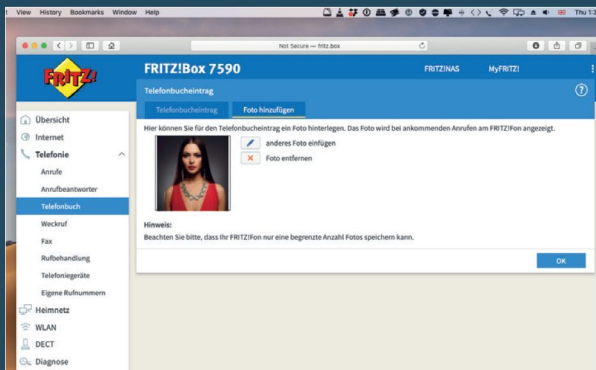 View History Bookmarks Window Help
Thu 1:3
Not Secure — fritz.box
FRITZ!
FRITZ!Box 7590
FRITZ!NAS
MyFRITZ!
Telefonbucheintrag
Telefonbucheintrag
Foto hinzufügen
Hier können Sie für den Telefonbucheintrag ein Foto hinterlegen. Das Foto wird bei ankommenden Anrufen am FRITZ!Fon angezeigt.
anderes Foto einfügen
Foto entfernen
Hinweis:
Beachten Sie bitte, dass Ihr FRITZ!Fon nur eine begrenzte Anzahl Fotos speichern kann.
OK
Übersicht
Internet
Telefonie
Anrufe
Anrufbeantworter
Telefonbuch
Weckruf
Fax
Rufbehandlung
Telefoniegeräte
Eigene Rufnummern
Heimnetz
WLAN
DECT
Diagnose